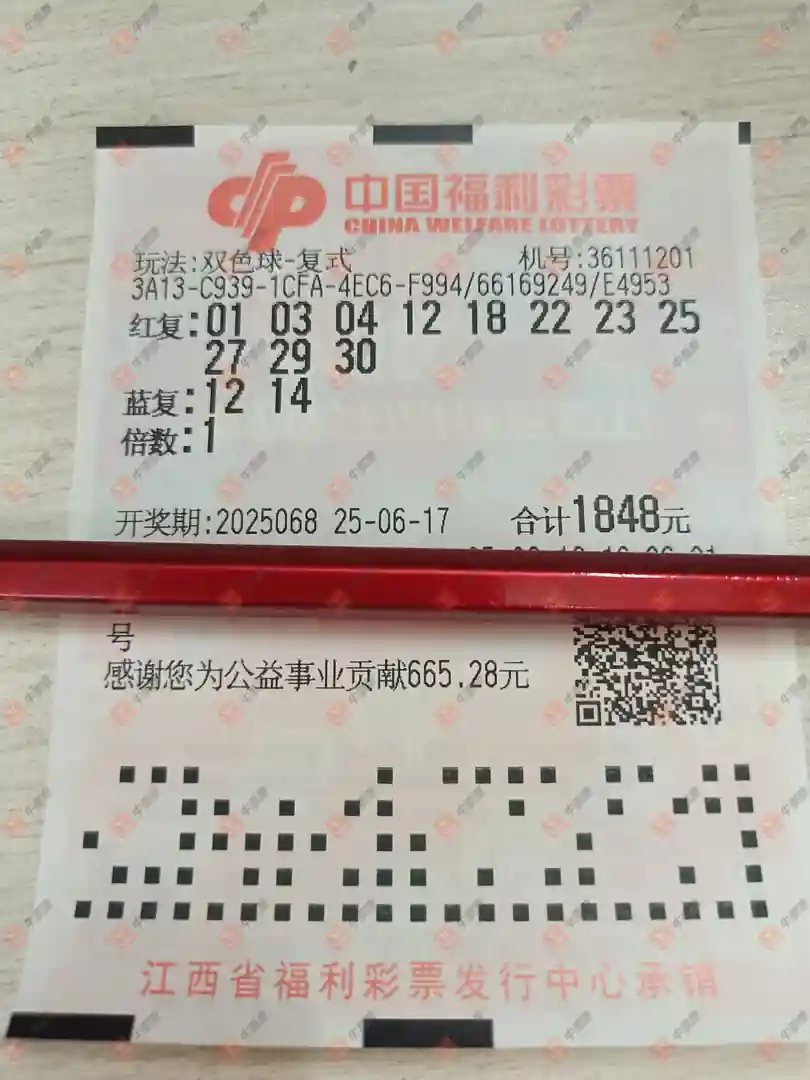 中国福利彩票
CHINA WELFARE LOTTERY
玩法:双色球-复式 机号:36111201
3A13-C939-1CFA-4EC6-F994/66169249/E4953
红复:01 03 04 12 18 22 23 25
27 29 30
蓝复:12 14
倍数:1
开奖期:2025068 25-06-17 合计1848元
号
感谢您为公益事业贡献665.28元
江西省福利彩票发行中心承销